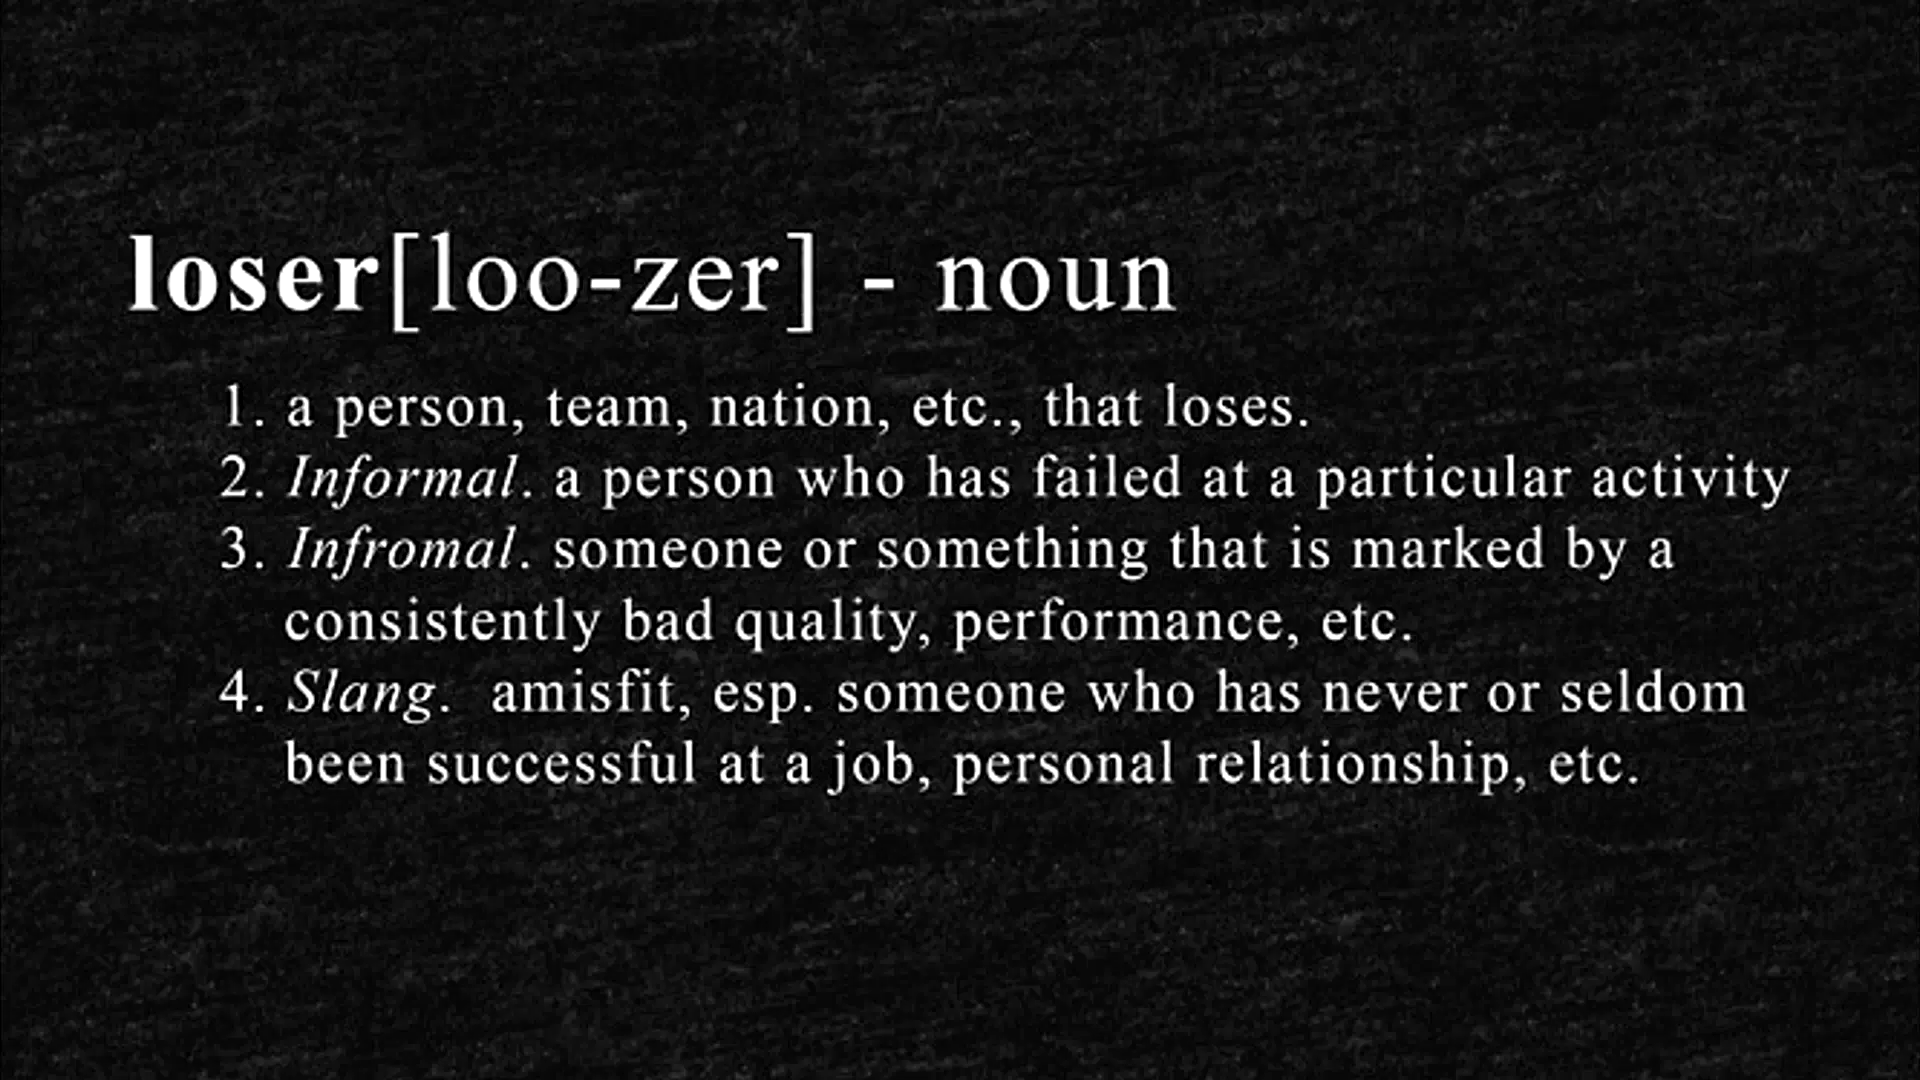 loser[loo-zer] - noun
1. a person, team, nation, etc., that loses.
2. Informal. a person who has failed at a particular activity
3. Infromal. someone or something that is marked by a
consistently bad quality, performance, etc.
4. Slang. amisfit, esp. someone who has never or seldom
been successful at a job, personal relationship, etc.